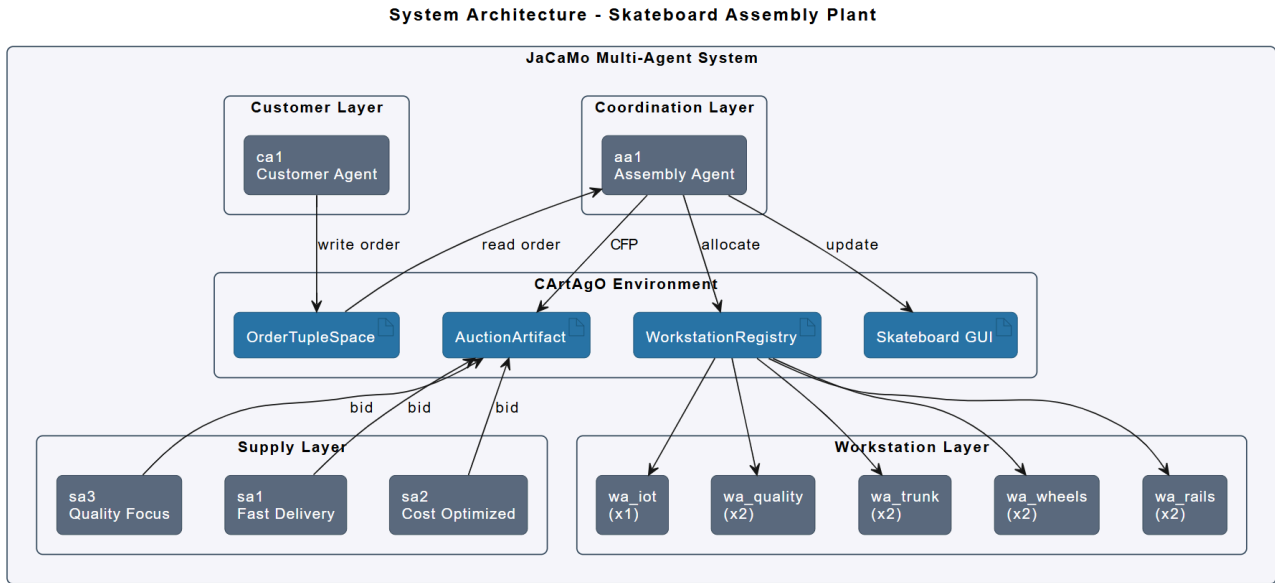 System Architecture - Skateboard Assembly Plant
JaCaMo Multi-Agent System
Customer Layer
Coordination Layer
ca1
Customer Agent
aa1
Assembly Agent
write order
read order
CFP
allocate
update
CArtAgO Environment
OrderTupleSpace
AuctionArtifact
WorkstationRegistry
Skateboard GUI
bid
bid
bid
Supply Layer
Workstation Layer
sa3
Quality Focus
sa1
Fast Delivery
sa2
Cost Optimized
wa_iot
(x1)
wa_quality
(x2)
wa_trunk
(x2)
wa_wheels
(x2)
wa_rails
(x2)